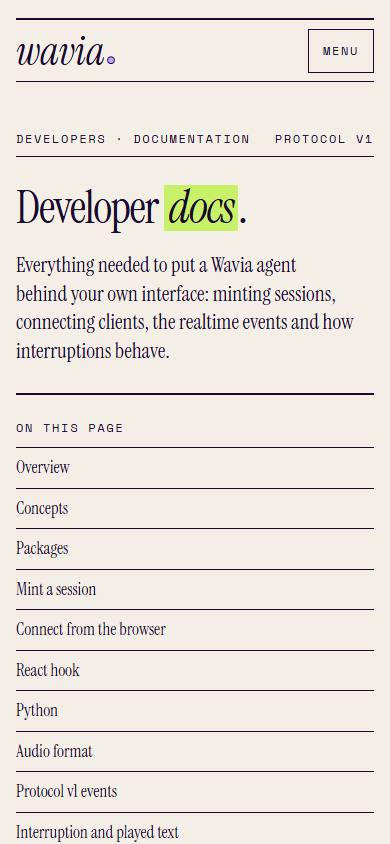 wavia.
MENU
DEVELOPERS · DOCUMENTATION PROTOCOL V1
Developer docs.
Everything needed to put a Wavia agent
behind your own interface: minting sessions,
connecting clients, the realtime events and how
interruptions behave.
ON THIS PAGE
Overview
Concepts
Packages
Mint a session
Connect from the browser
React hook
Python
Audio format
Protocol v1 events
Interruption and played text